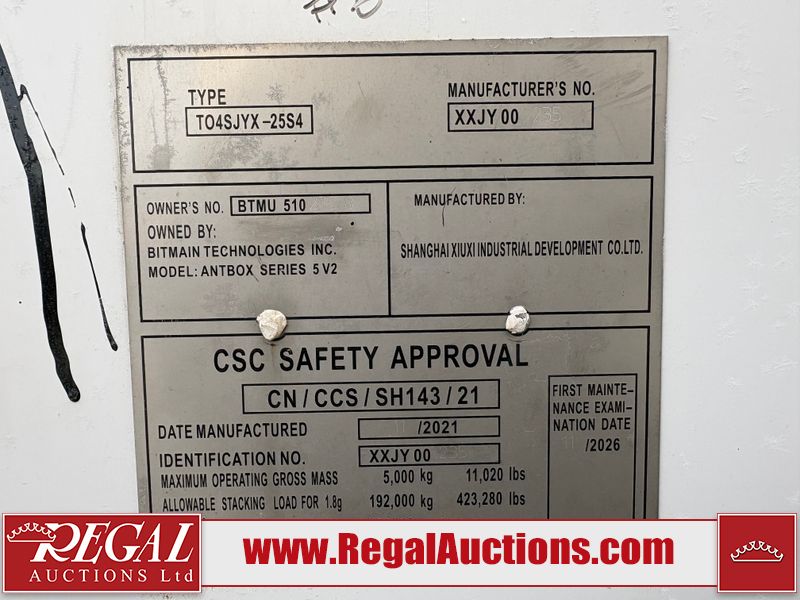 TYPE
TO4SJYX-25S4
MANUFACTURER'S NO.
XXJY 00
OWNER'S NO. BTMU 510
OWNED BY:
BITMAIN TECHNOLOGIES INC.
MODEL: ANTBOX SERIES 5 V2
MANUFACTURED BY:
SHANGHAI XIUXI INDUSTRIAL DEVELOPMENT CO.LTD.
CSC SAFETY APPROVAL
CN/CCS/SH143/21
DATE MANUFACTURED 11/2021
IDENTIFICATION NO. XXJY 00
MAXIMUM OPERATING GROSS MASS 5,000 kg 11,020 lbs
ALLOWABLE STACKING LOAD FOR 1.8g 192,000 kg 423,280 lbs
FIRST MAINTE-
NANCE EXAMI-
NATION DATE
11/2026
REGAL
AUCTIONS Ltd
www.RegalAuctions.com